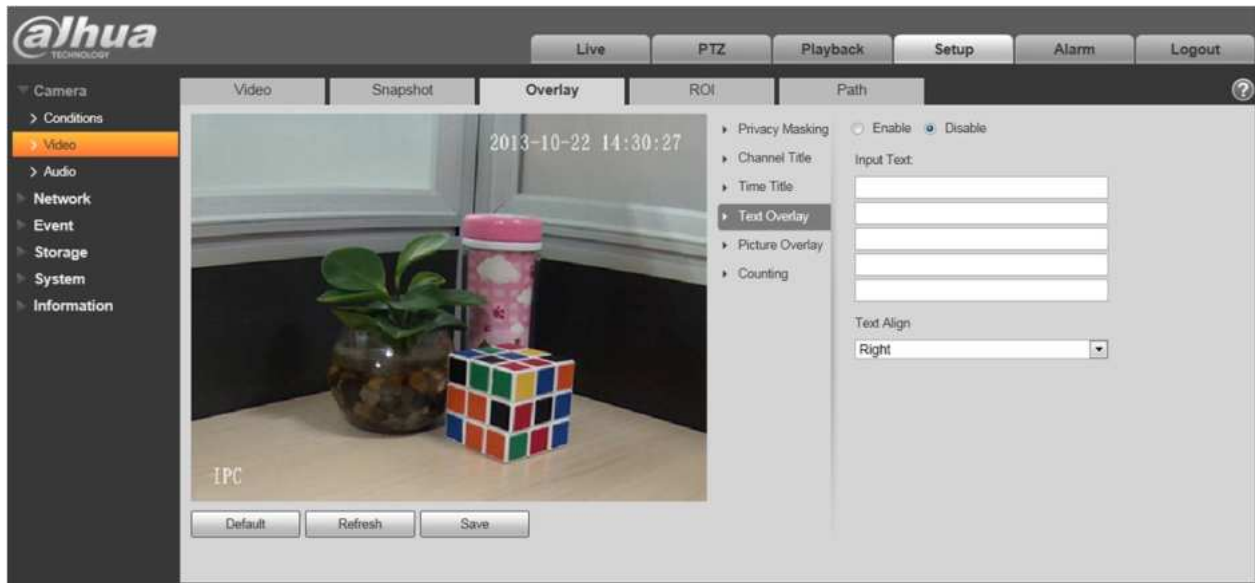 alhua
TECHNOLOGY
Live PTZ Playback Setup Alarm Logout
Camera
Conditions
Video
Audio
Network
Event
Storage
System
Information
Video Snapshot Overlay ROI Path
?
2013-10-22 14:30:27
IPC
Default Refresh Save
Privacy Masking
Channel Title
Time Title
Text Overlay
Picture Overlay
Counting
Enable Disable
Input Text:
Text Align
Right